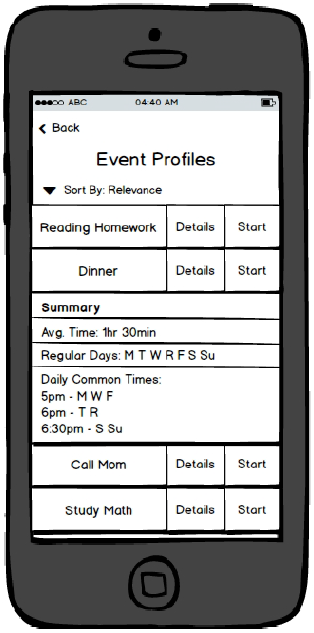 ABC 04:40 AM
Back
Event Profiles
Sort By: Relevance
Reading Homework Details Start
Dinner Details Start
Summary
Avg. Time: 1hr 30min
Regular Days: M T W R F S Su
Daily Common Times:
5pm - M W F
6pm - T R
6:30pm - S Su
Call Mom Details Start
Study Math Details Start